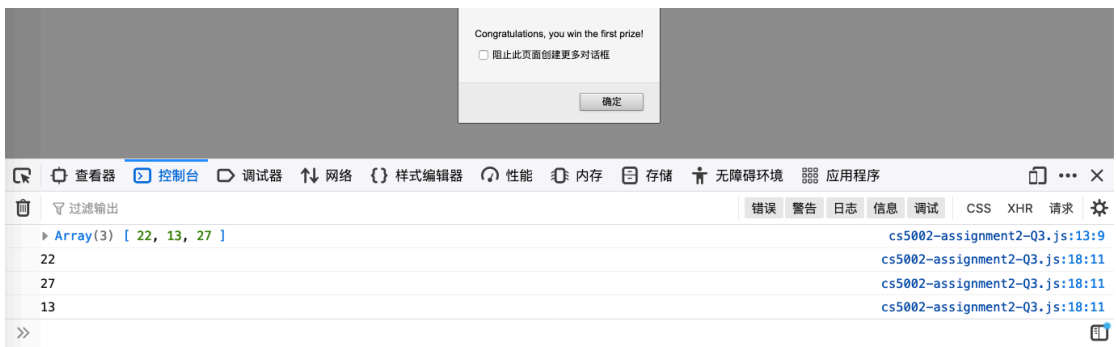 Congratulations, you win the first prize!
阻止此页面创建更多对话框
确定
查看器 控制台 调试器 网络 {} 样式编辑器 性能 内存 存储 无障碍环境 应用程序
过滤输出 错误 警告 日志 信息 调试 CSS XHR 请求
Array(3) [ 22, 13, 27 ] cs5002-assignment2-Q3.js:13:9
22 cs5002-assignment2-Q3.js:18:11
27 cs5002-assignment2-Q3.js:18:11
13 cs5002-assignment2-Q3.js:18:11